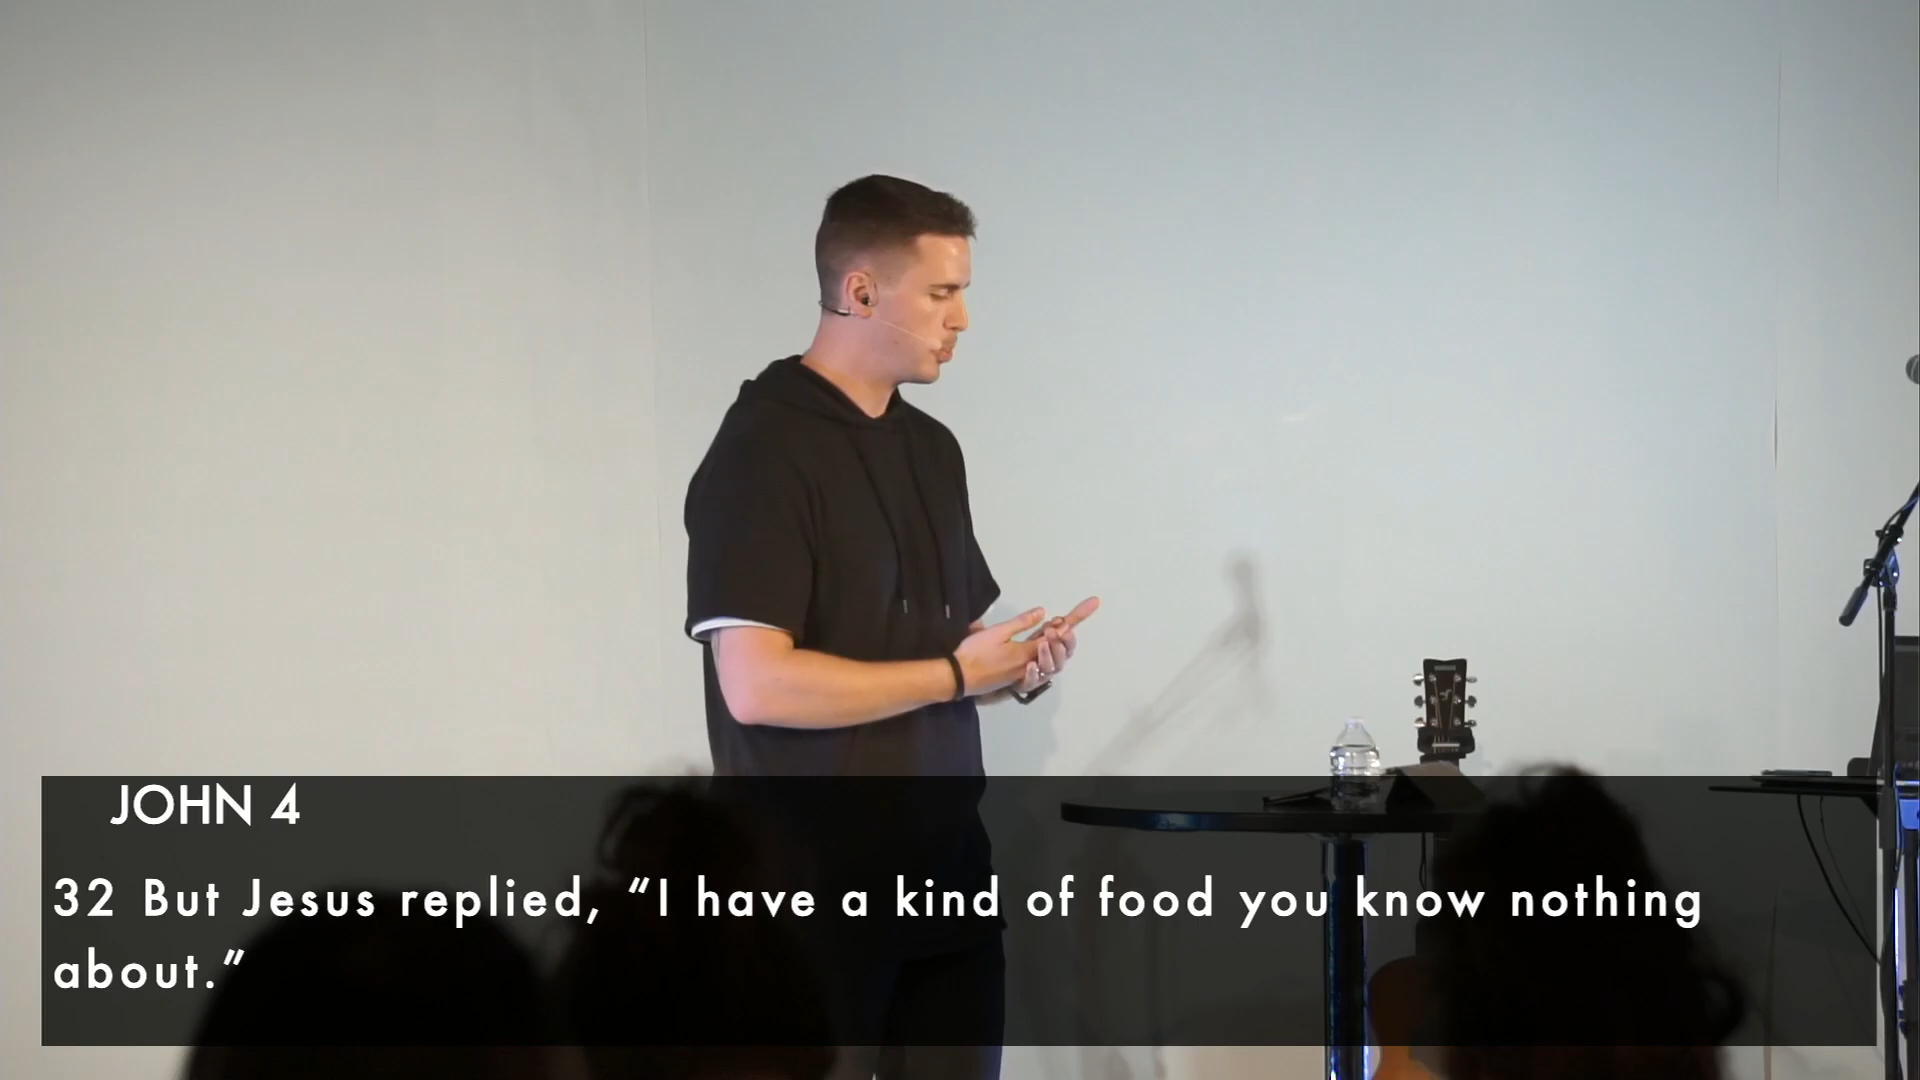 JOHN 4
32 But Jesus replied, “I have a kind of food you know nothing
about.”